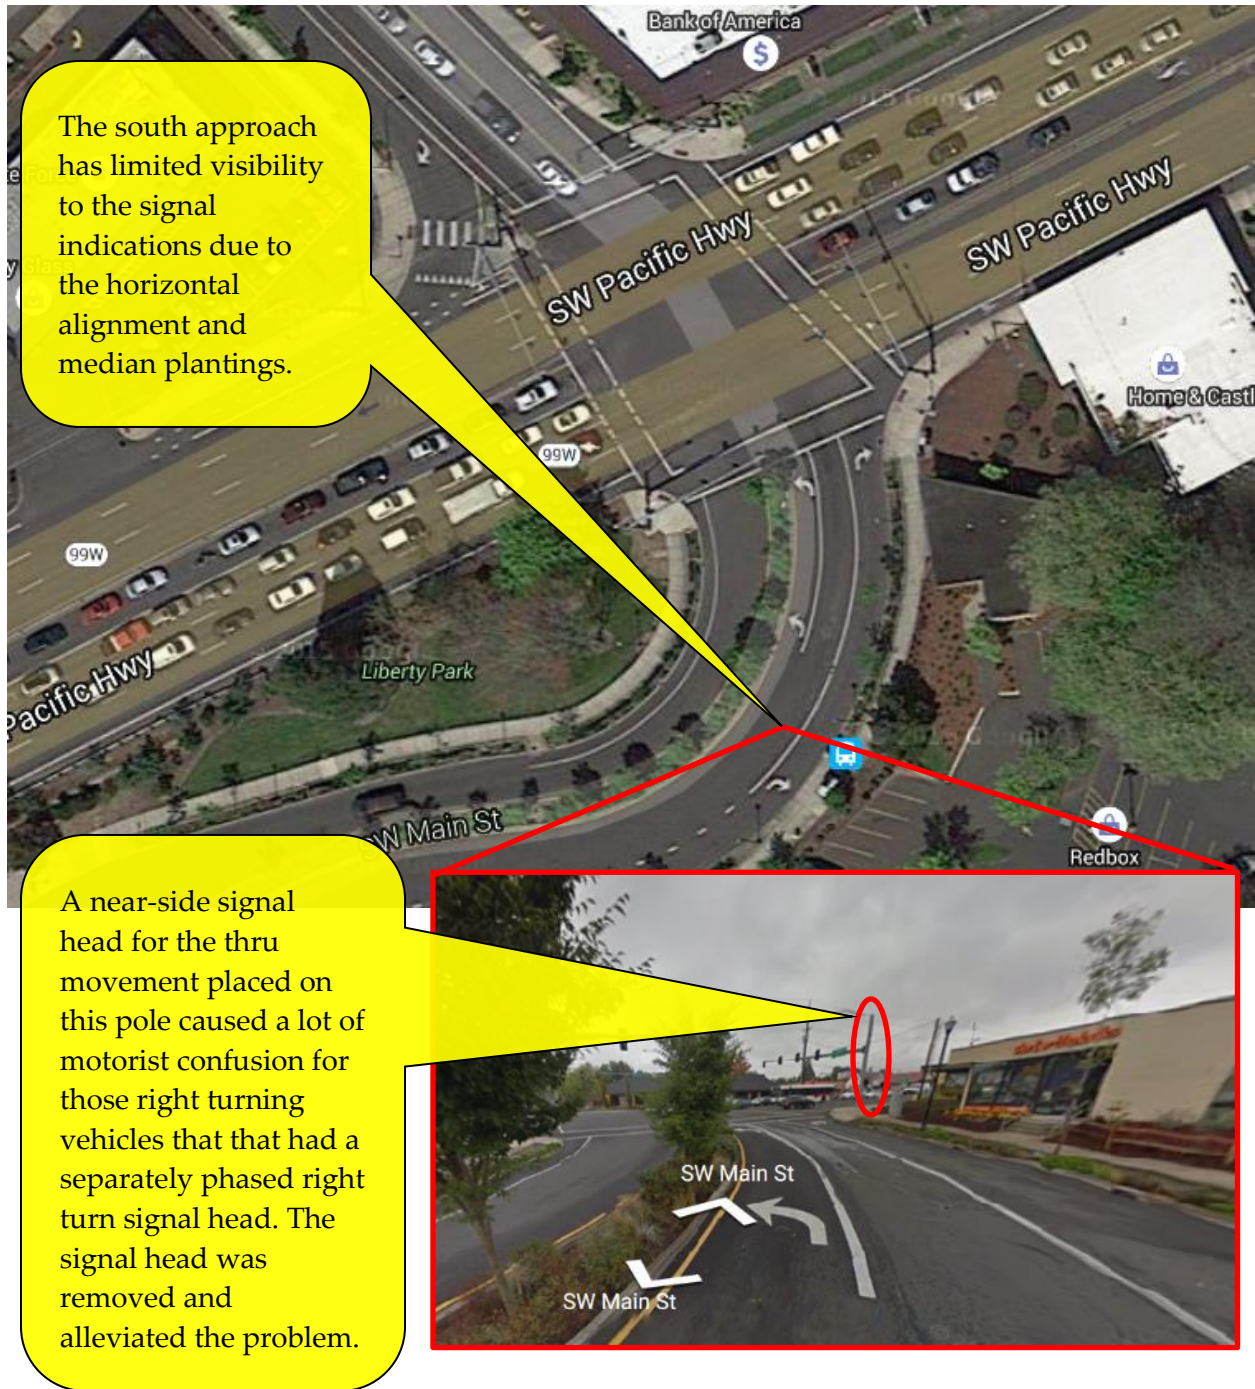 Bank of America
$
The south approach
has limited visibility
to the signal
indications due to
the horizontal
alignment and
median plantings.
SW Pacific Hwy
SW Pacific Hwy
Home & Castl
99W
99W
Liberty Park
Pacific Hwy
SW Main St
Redbox
A near-side signal
head for the thru
movement placed on
this pole caused a lot of
motorist confusion for
those right turning
vehicles that that had a
separately phased right
turn signal head. The
signal head was
removed and
alleviated the problem.
SW Main St
SW Main St